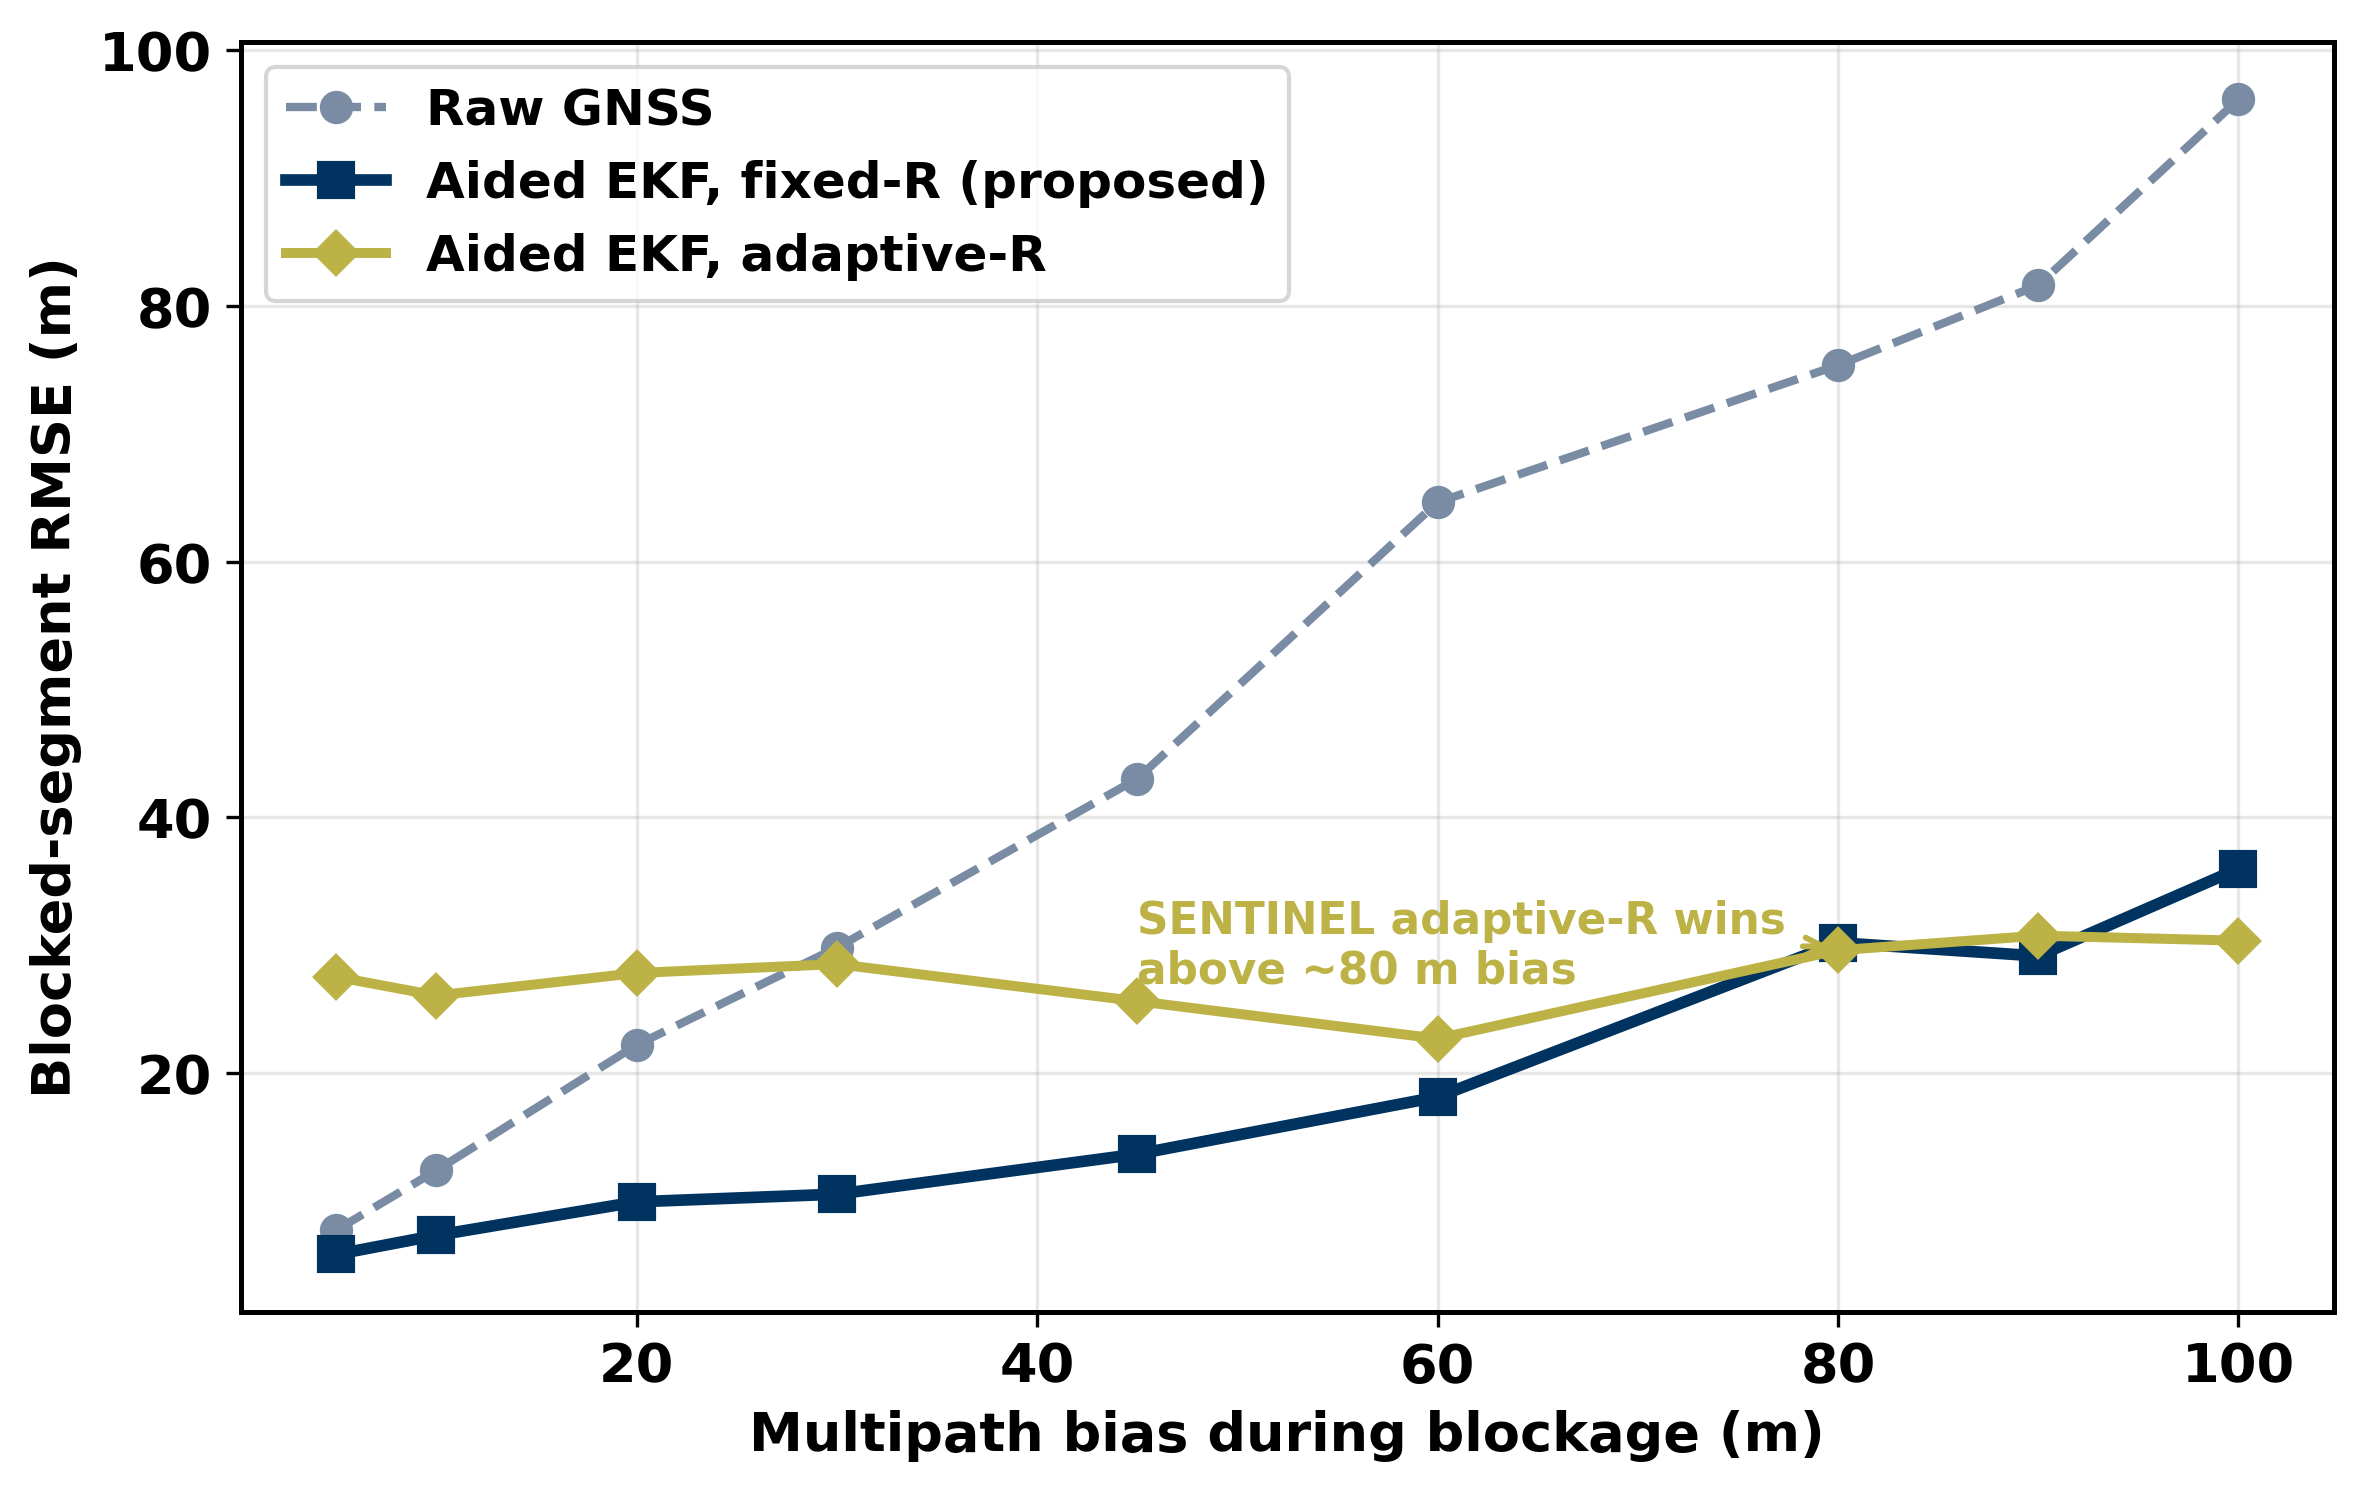 100
80
60
40
20
Blocked-segment RMSE (m)
Raw GNSS
Aided EKF, fixed-R (proposed)
Aided EKF, adaptive-R
SENTINEL adaptive-R wins
above ~80 m bias
20
40
60
80
100
Multipath bias during blockage (m)